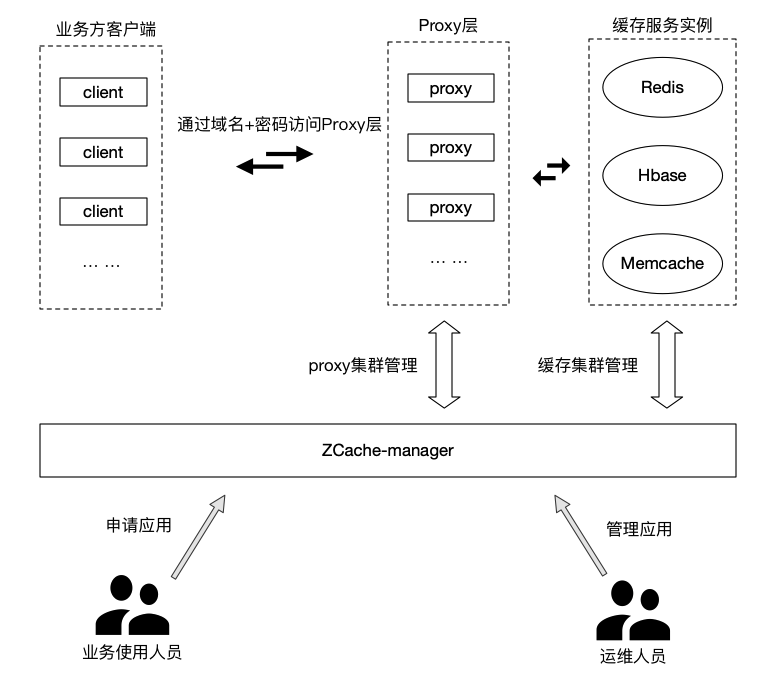 业务方客户端
Proxy层
缓存服务实例
client
client
client
... ...
通过域名+密码访问Proxy层
proxy
proxy
proxy
... ...
Redis
Hbase
Memcache
proxy集群管理
缓存集群管理
ZCache-manager
申请应用
管理应用
业务使用人员
运维人员